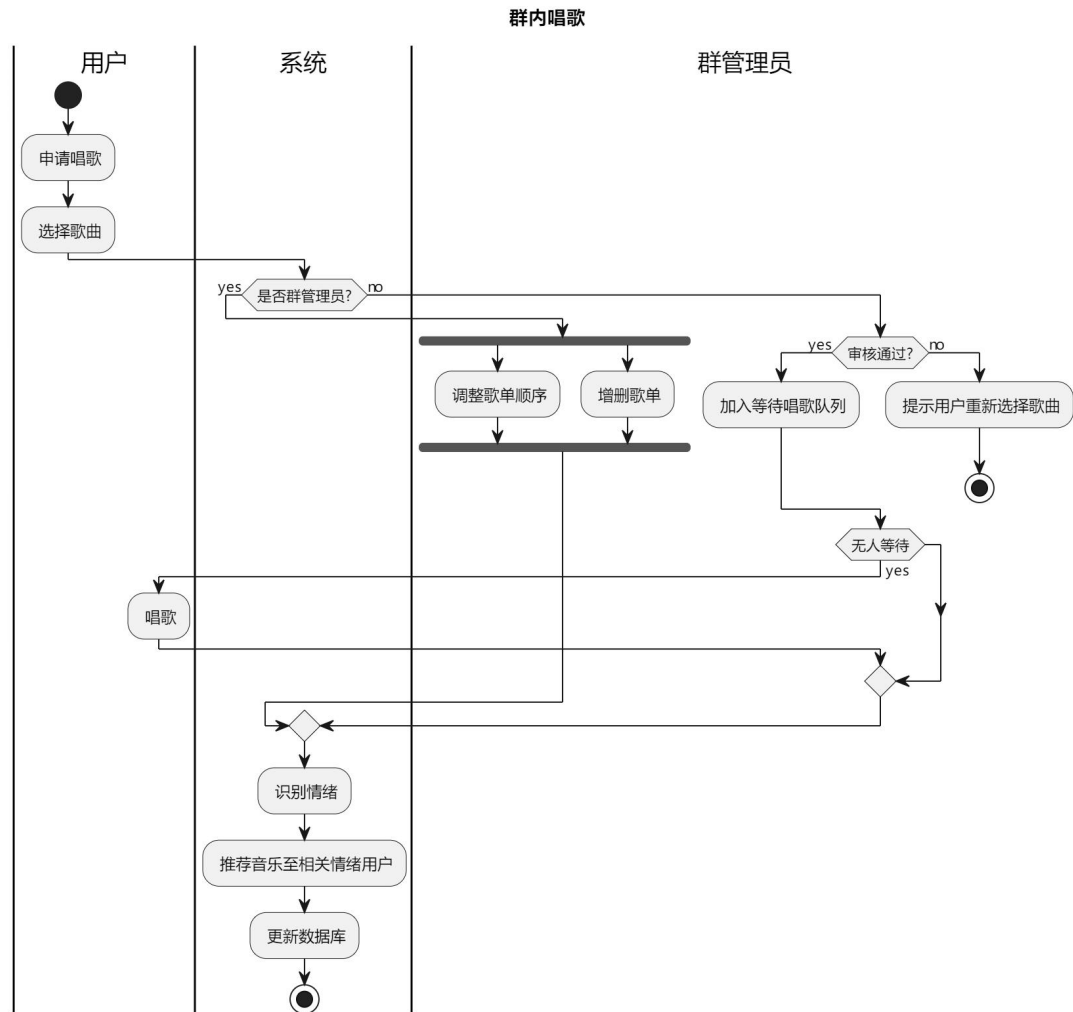 群内唱歌
用户
系统
群管理员
申请唱歌
选择歌曲
yes
是否群管理员?
no
yes
审核通过?
no
调整歌单顺序
增删歌单
加入等待唱歌队列
提示用户重新选择歌曲
无人等待
yes
唱歌
识别情绪
推荐音乐至相关情绪用户
更新数据库